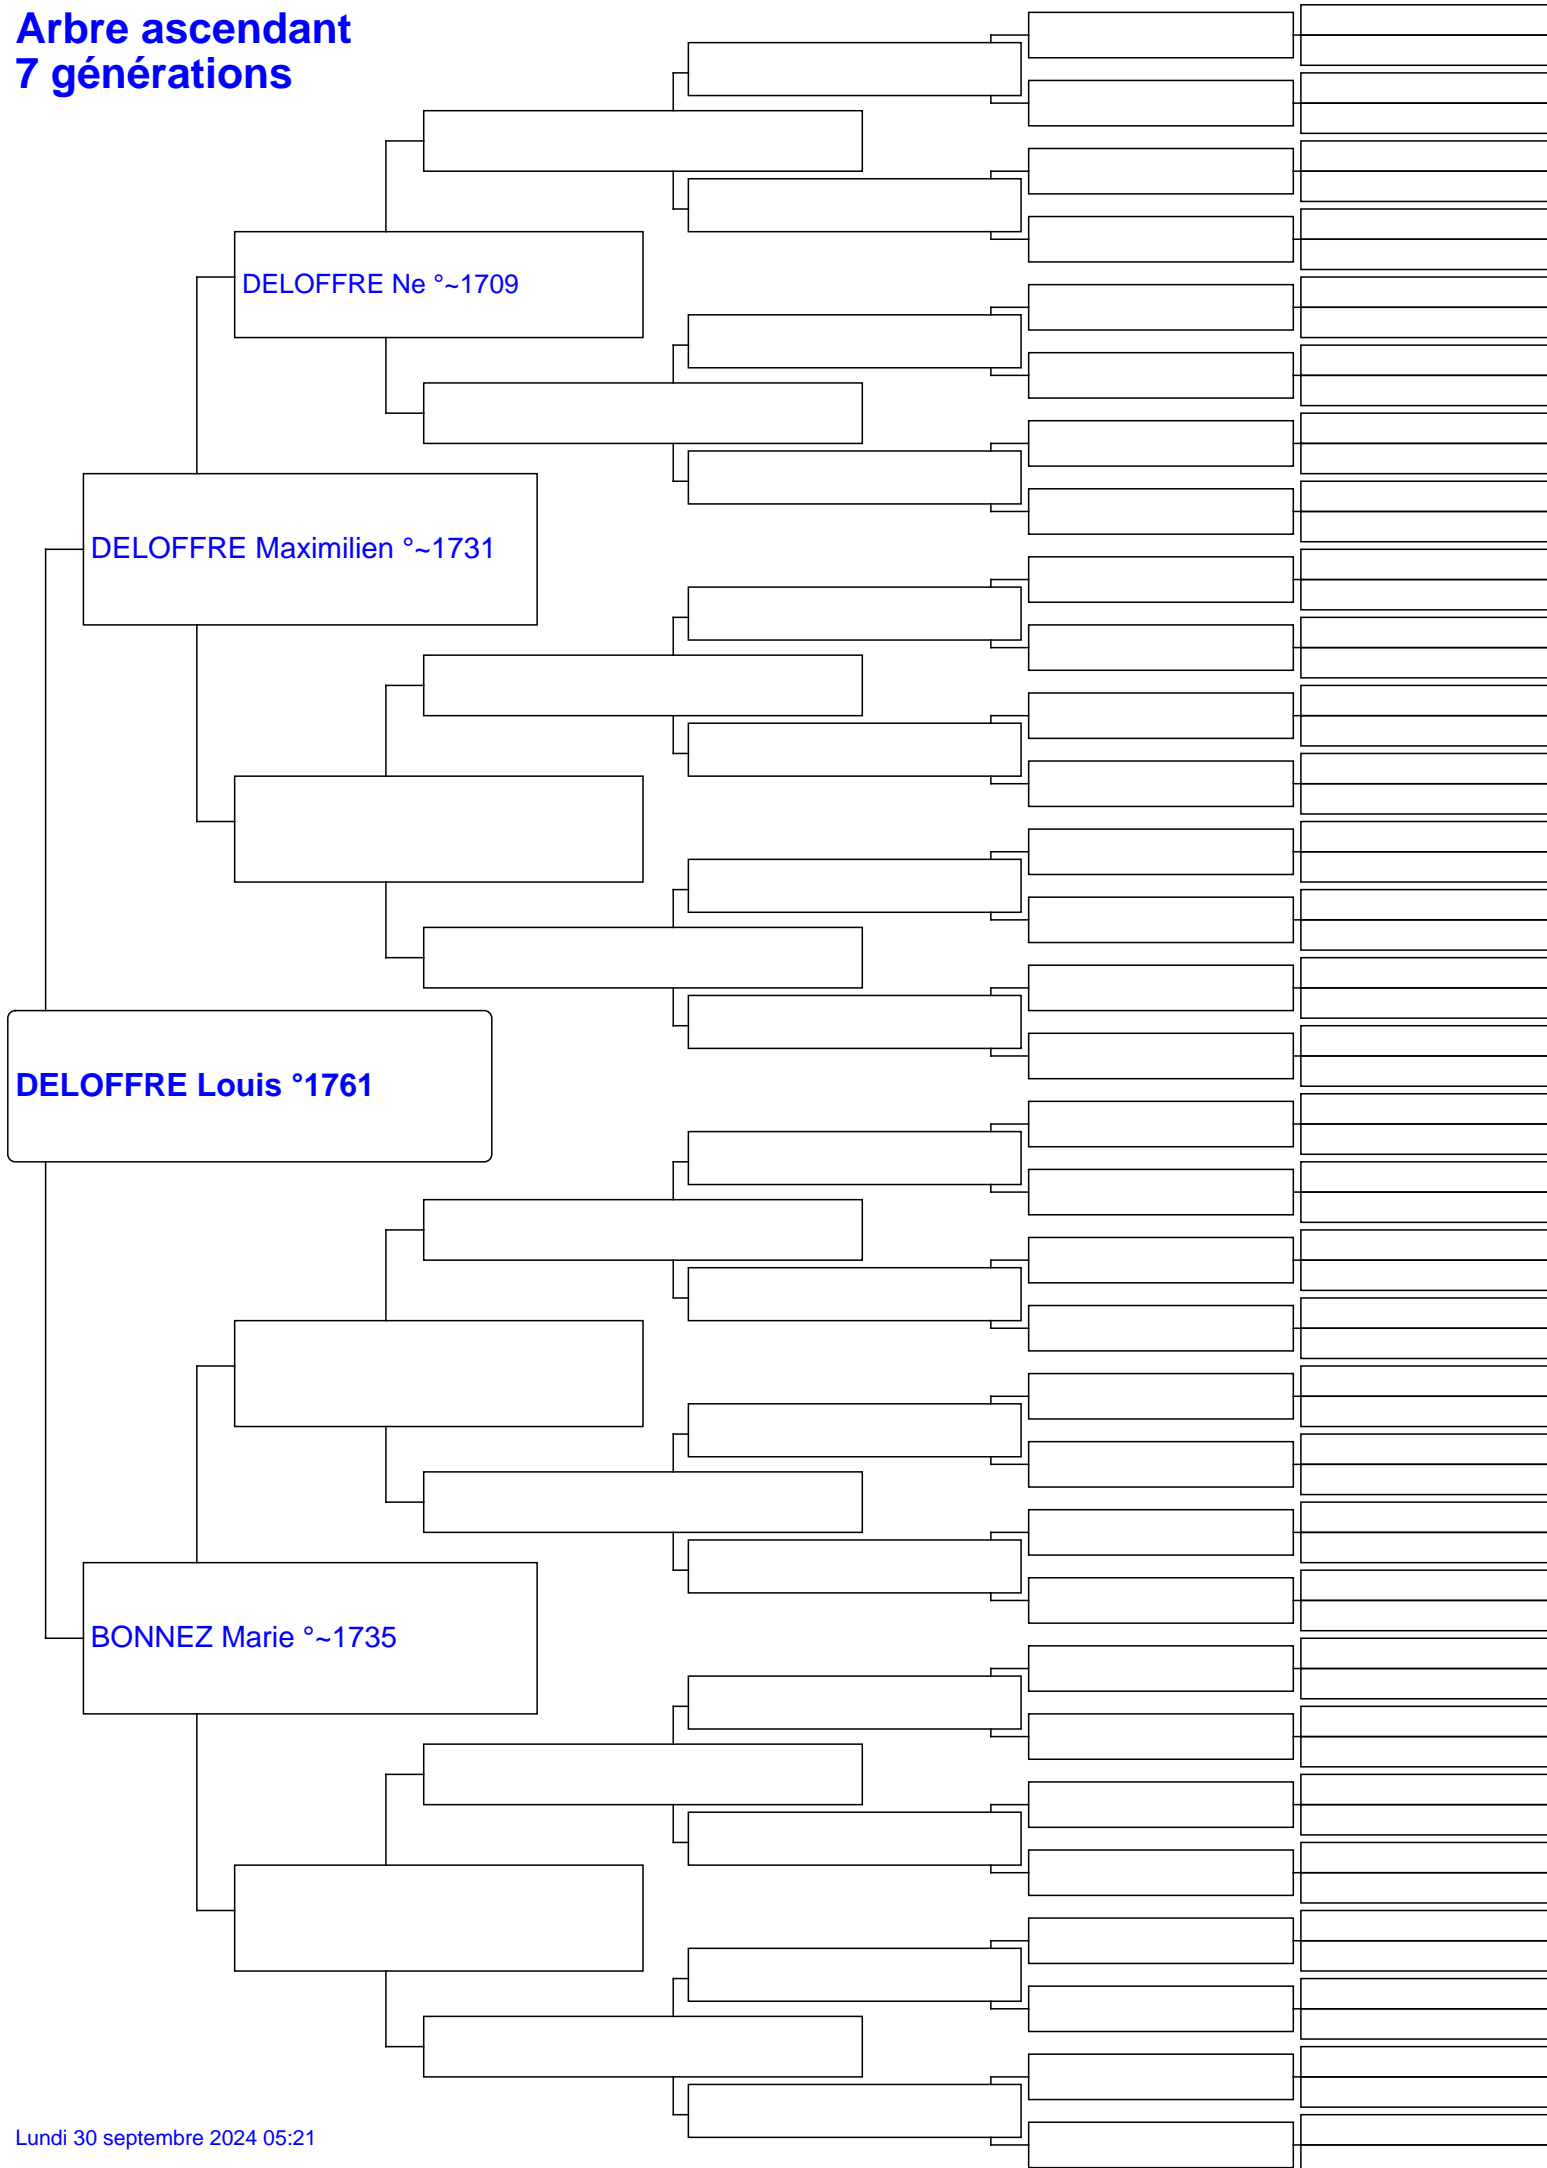 Arbre ascendant
7 générations
DELOFFRE Ne °~1709
DELOFFRE Maximilien °~1731
DELOFFRE Louis °1761
BONNEZ Marie °~1735
Lundi 30 septembre 2024 05:21